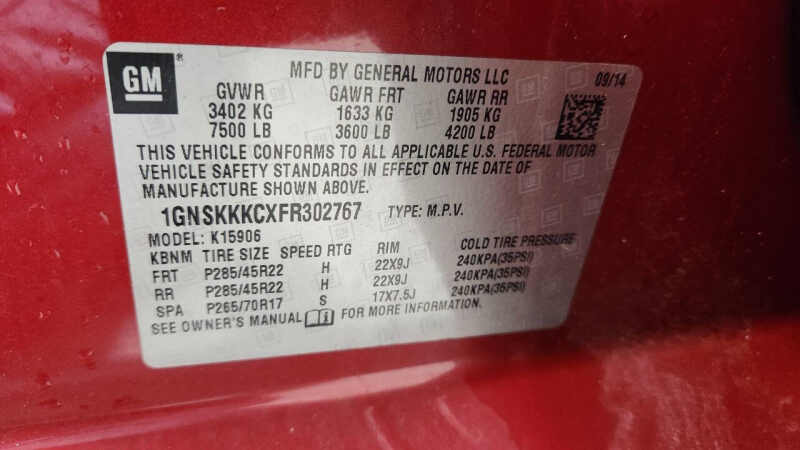 GM®
MFD BY GENERAL MOTORS LLC 09/14
GVWR GAWR FRT GAWR RR
3402 KG 1633 KG 1905 KG
7500 LB 3600 LB 4200 LB
THIS VEHICLE CONFORMS TO ALL APPLICABLE U.S. FEDERAL MOTOR
VEHICLE SAFETY STANDARDS IN EFFECT ON THE DATE OF
MANUFACTURE SHOWN ABOVE.
1GNSKKKCXFR302767 TYPE: M.P.V.
MODEL: K15906
KBNM TIRE SIZE SPEED RTG RIM COLD TIRE PRESSURE
FRT P285/45R22 H 22X9J 240KPA(35PSI)
RR P285/45R22 H 22X9J 240KPA(35PSI)
SPA P265/70R17 S 17X7.5J 240KPA(35PSI)
SEE OWNER'S MANUAL FOR MORE INFORMATION.